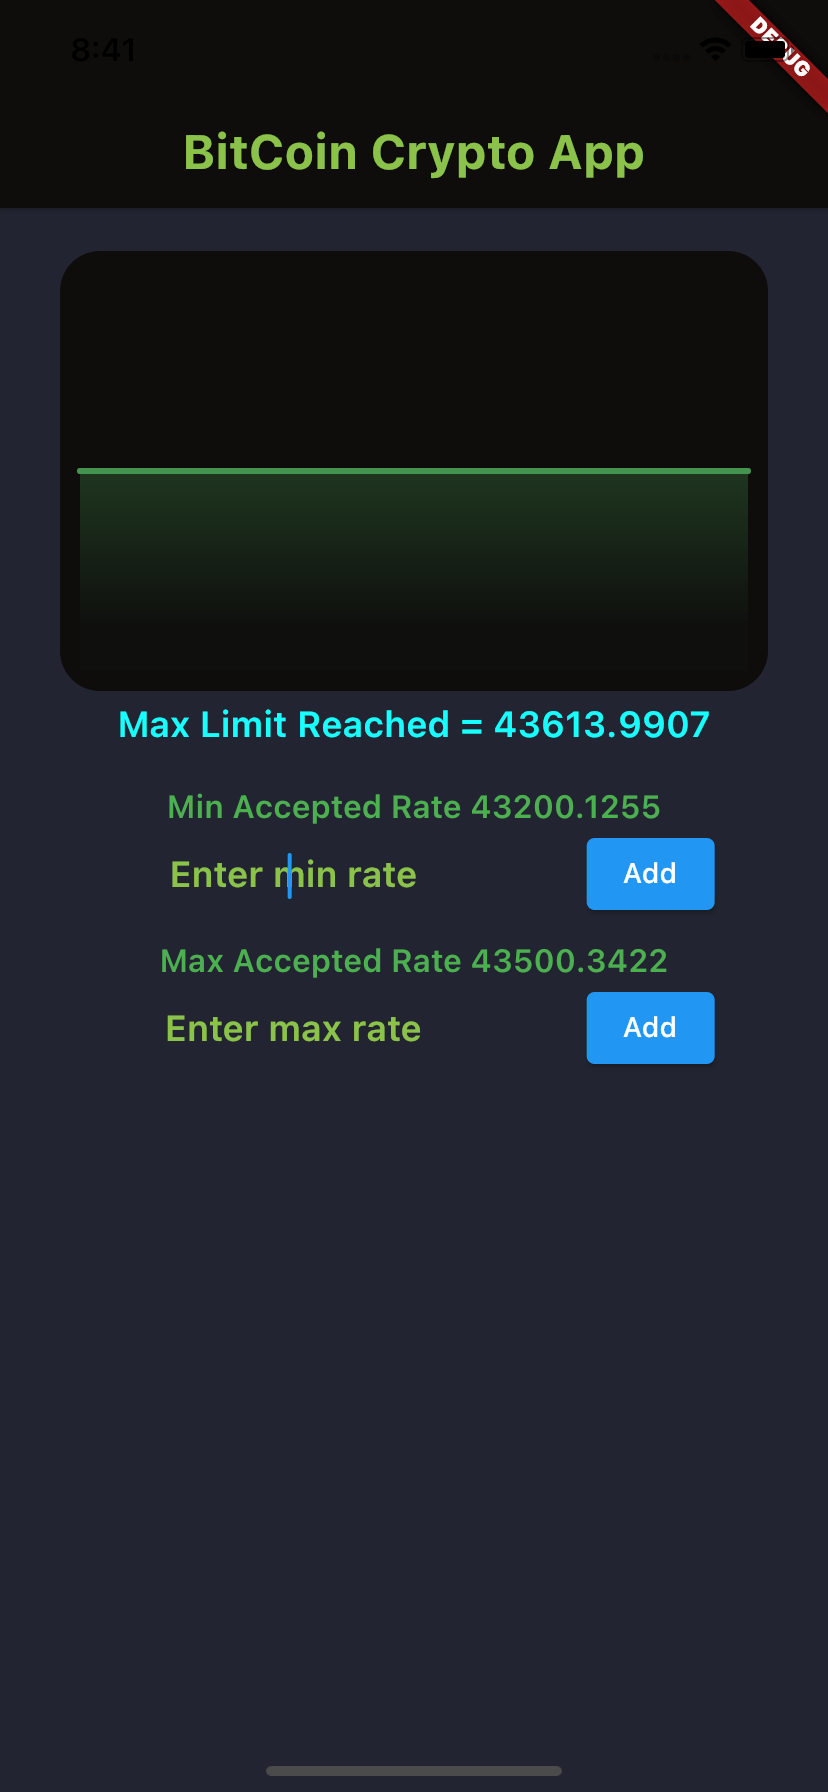 8:41
DEBUG
BitCoin Crypto App
Max Limit Reached = 43613.9907
Min Accepted Rate 43200.1255
Enter min rate
Add
Max Accepted Rate 43500.3422
Enter max rate
Add